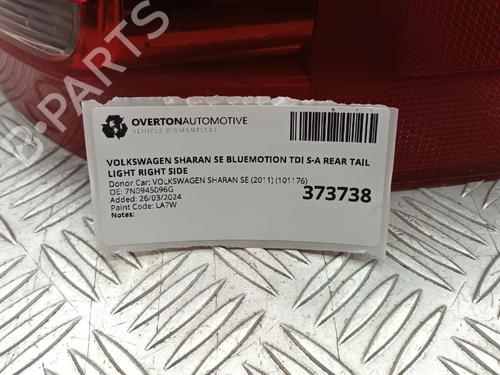 PARTS
OVERTONAUTOMOTIVE
VEHICLE DISMANTLERS
VOLKSWAGEN SHARAN SE BLUEMOTION TDI S-A REAR TAIL
LIGHT RIGHT SIDE
Donor Car: VOLKSWAGEN SHARAN SE (2011) (101176)
OE: 7N0945096G
Added: 26/03/2024
Paint Code: LA7W
Notes:
373738